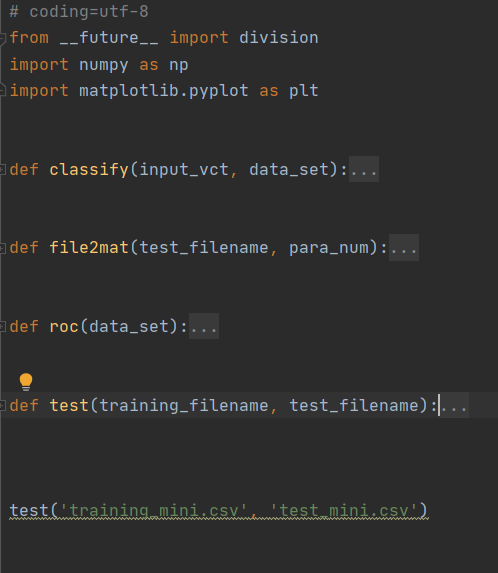 # coding=utf-8
from __future__ import division
import numpy as np
import matplotlib.pyplot as plt
def classify(input_vct, data_set):...
def file2mat(test_filename, para_num):...
def roc(data_set):...
def test(training_filename, test_filename):...
test('training_mini.csv', 'test_mini.csv')